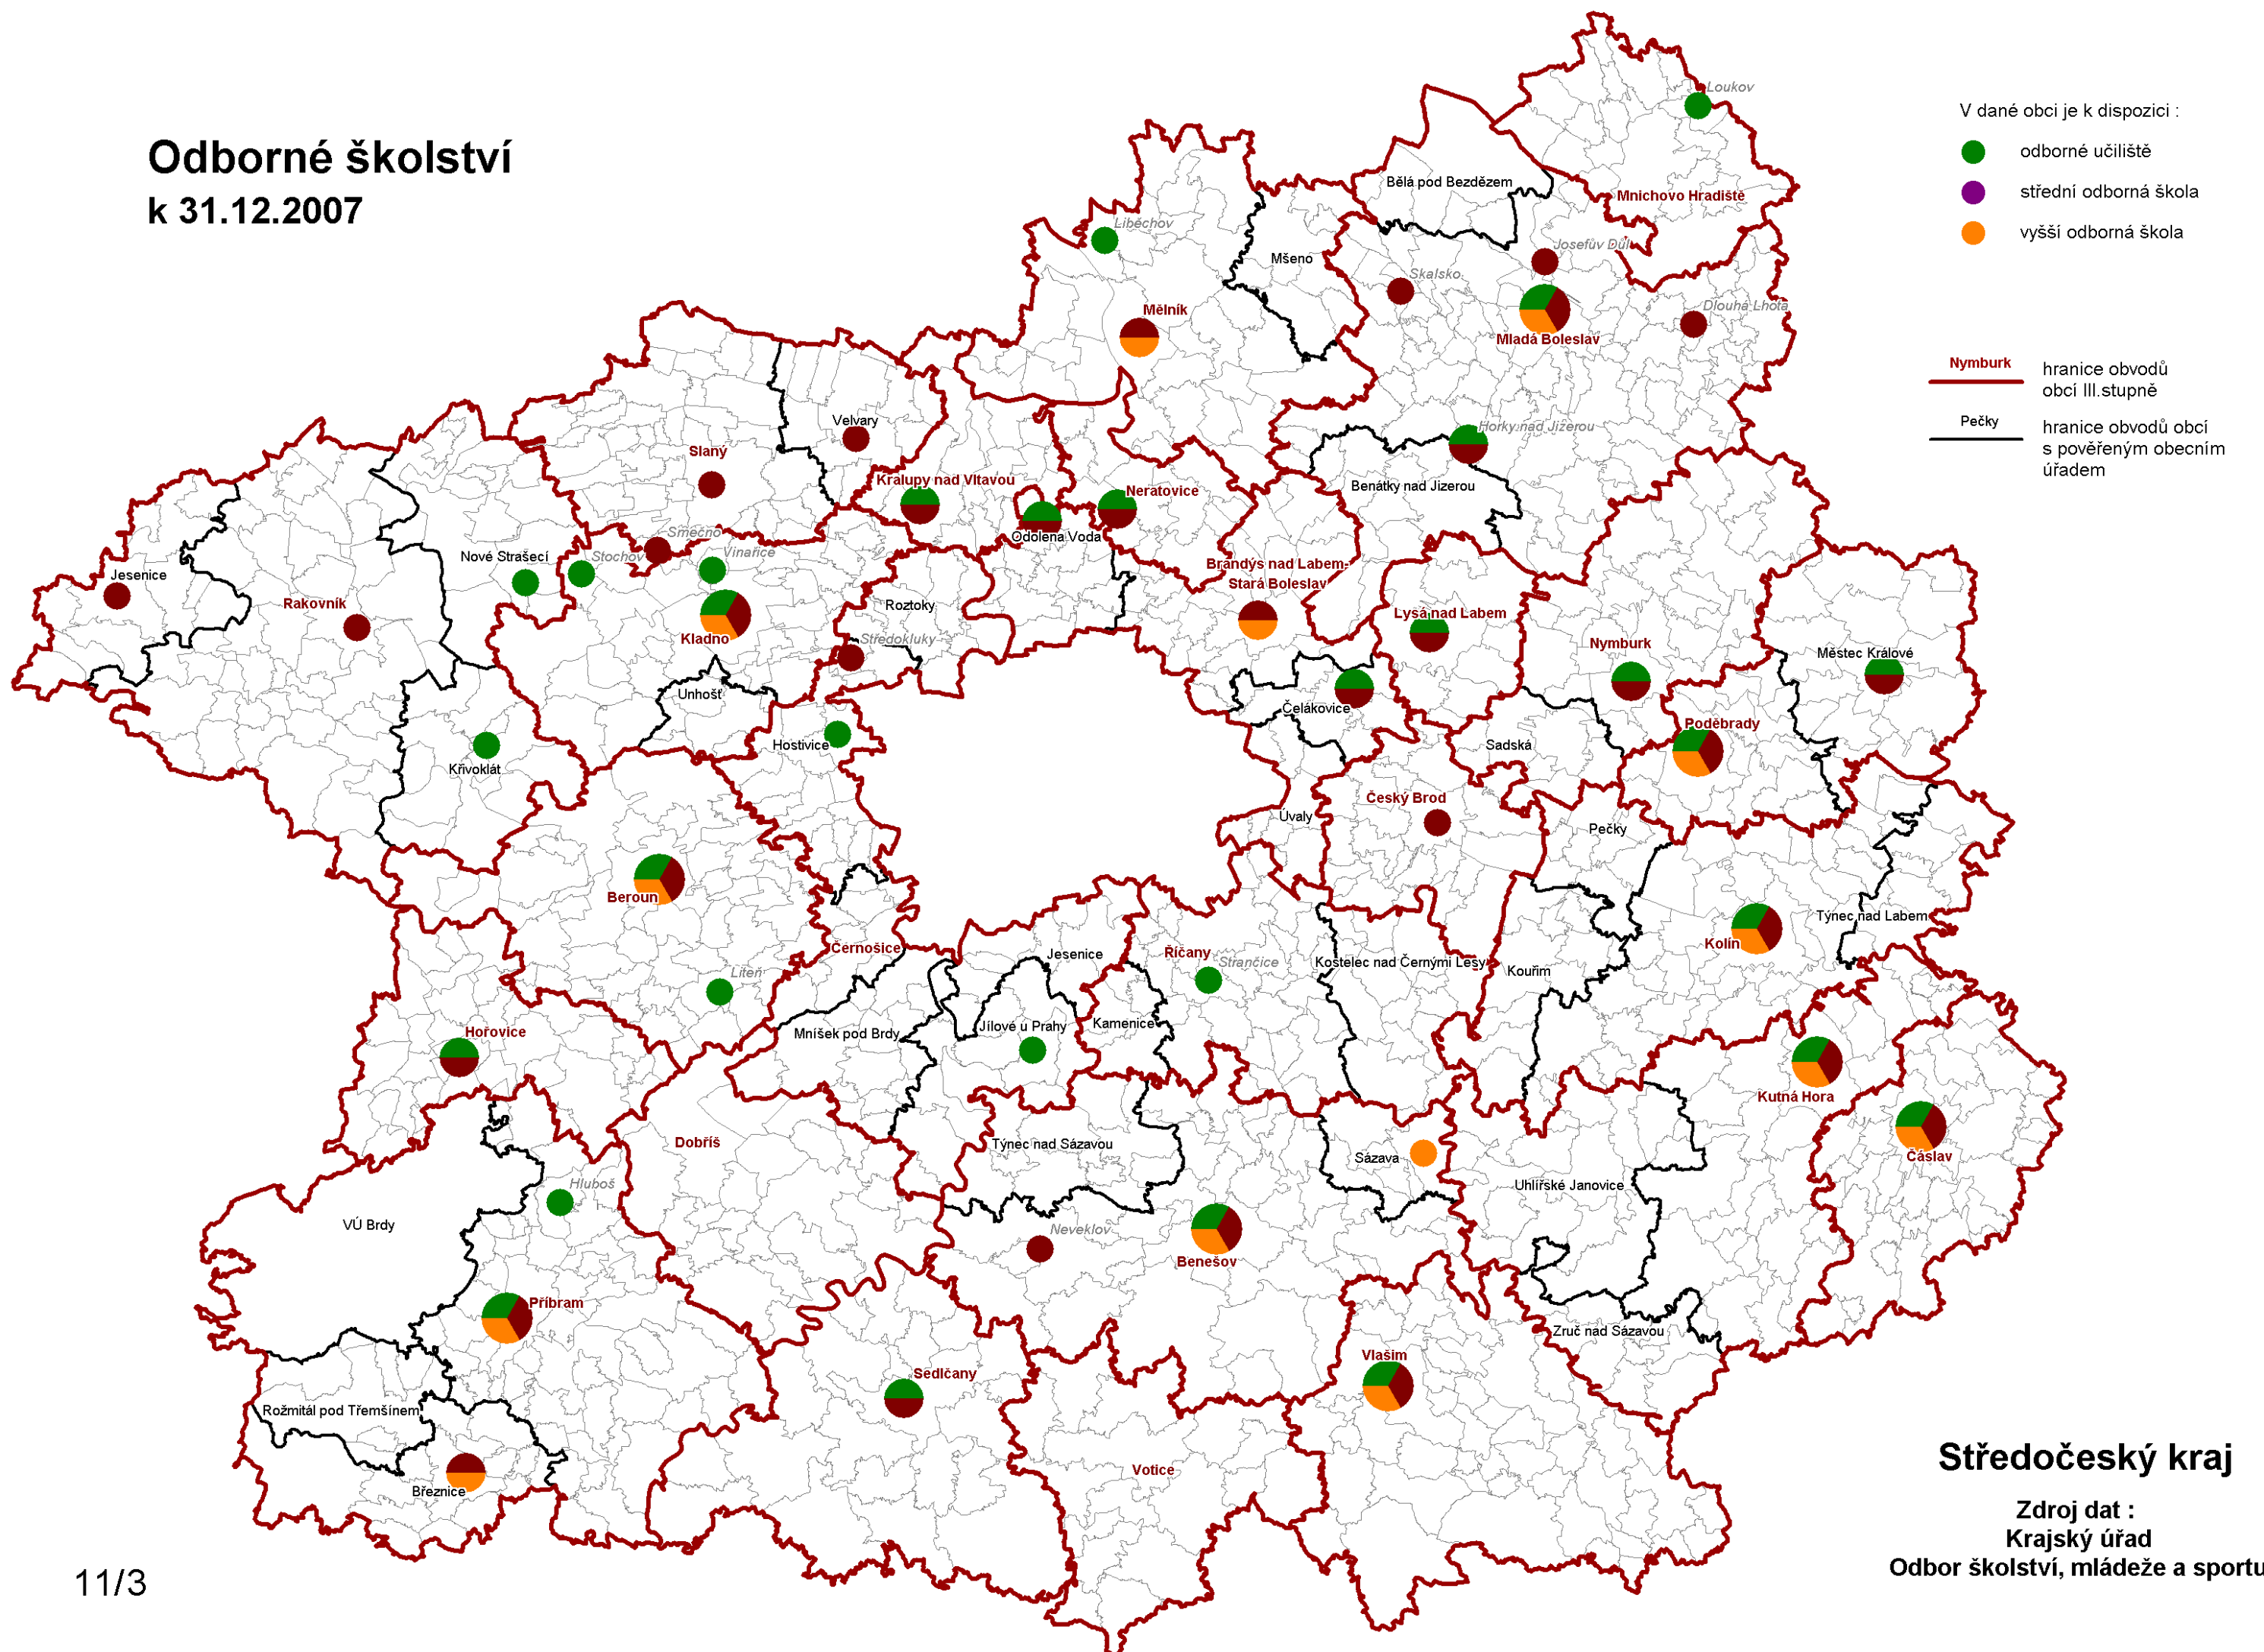 Odborné školství
k 31.12.2007
V dané obci je k dispozici :
odborné učiliště
střední odborná škola
vyšší odborná škola
Nymburk
hranice obvodů
obcí III.stupně
Pečky
hranice obvodů obcí
s pověřeným obecním
úřadem
Loukov
Bělá pod Bezdězem
Mnichovo Hradiště
Liběchov
Mšeno
Josefův Důl
Skalsko
Dlouhá Lhota
Mělník
Mladá Boleslav
Velvary
Horky nad Jizerou
Slaný
Kralupy nad Vltavou
Neratovice
Benátky nad Jizerou
Smečno
Odolena Voda
Nové Strašecí
Stochov
Vinařice
Brandýs nad Labem-
Stará Boleslav
Jesenice
Rakovník
Roztoky
Lysá nad Labem
Kladno
Středokluky
Nymburk
Městec Králové
Unhošť
Čelákovice
Poděbrady
Hostivice
Sadská
Křivoklát
Český Brod
Úvaly
Pečky
Beroun
Týnec nad Labem
Kolín
Černošice
Říčany
Jesenice
Strančice
Kostelec nad Černými Lesy
Kouřim
Liteň
Hořovice
Mníšek pod Brdy
Jílové u Prahy
Kamenice
Kutná Hora
Dobříš
Týnec nad Sázavou
Sázava
Čáslav
Uhlířské Janovice
Hluboš
VÚ Brdy
Neveklov
Benešov
Příbram
Zruč nad Sázavou
Vlašim
Sedlčany
Rožmitál pod Třemšínem
Votice
Březnice
Středočeský kraj
Zdroj dat :
Krajský úřad
Odbor školství, mládeže a sportu
11/3